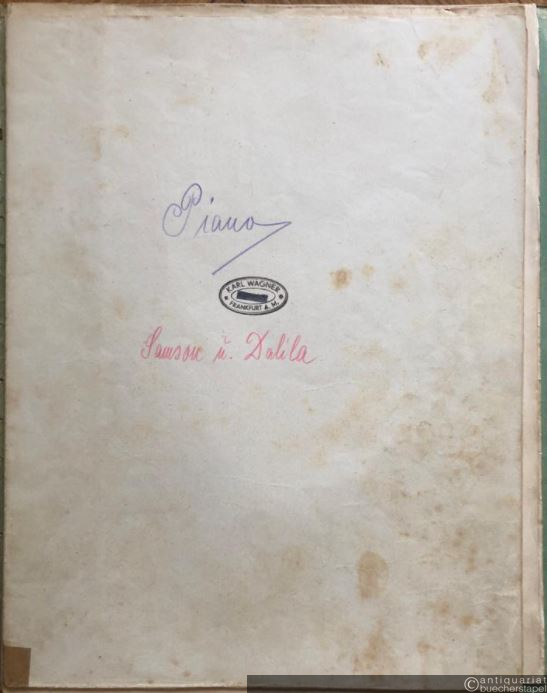 Piano
KARL WAGNER
FRANKFURT A. M.
Samson ŭ. Dalila
©antiquariat
buecherstapel